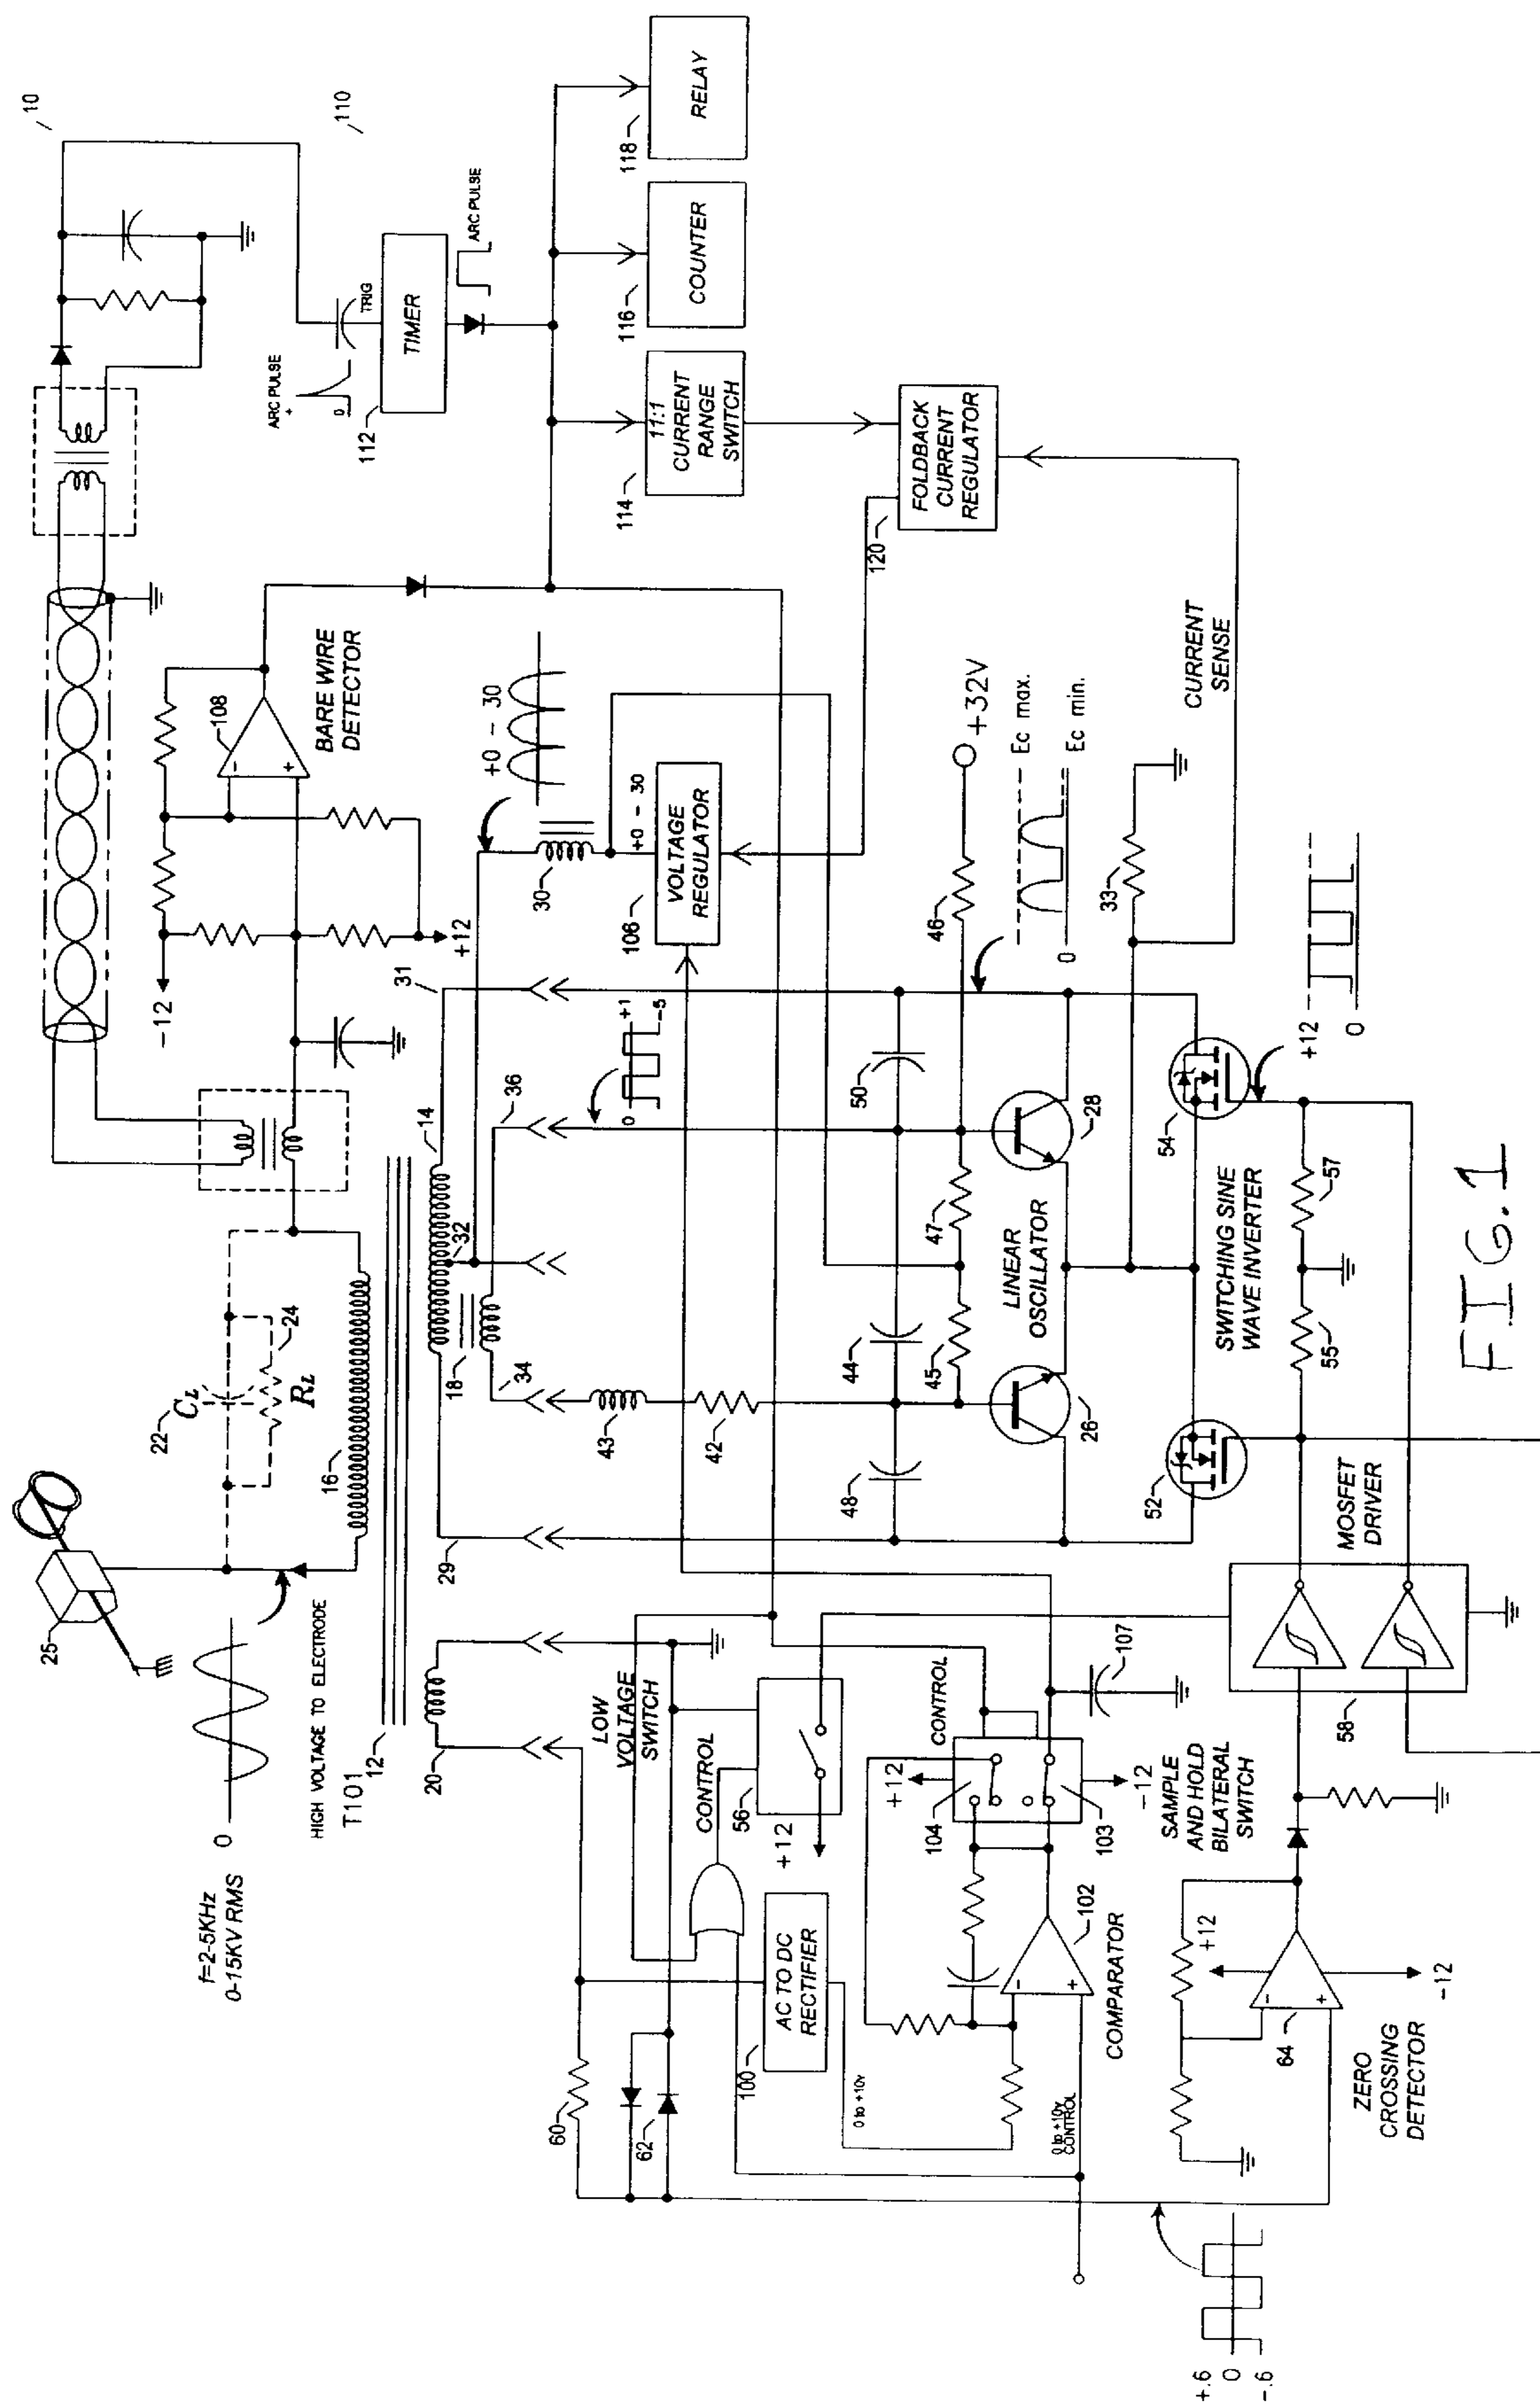 10
110
-12
+12
108
BARE WIRE
DETECTOR
ARC PULSE
+
0
TRIG
TIMER
112
ARC PULSE
114
11:1
CURRENT
RANGE
SWITCH
116
COUNTER
118
RELAY
120
FOLDBACK
CURRENT
REGULATOR
CURRENT
SENSE
f=2-5KHz
0-15KV RMS
0
HIGH VOLTAGE TO ELECTRODE
25
22
CL
RL
24
16
T101
12
14
31
32
18
34
36
29
20
+0 - 30
30
+0 - 30
VOLTAGE
REGULATOR
106
0
+1
-5
46
+32V
Ec max.
Ec min.
0
33
43
42
44
45
47
48
50
26
28
LINEAR
OSCILLATOR
52
54
SWITCHING SINE
WAVE INVERTER
55
57
+12
0
MOSFET
DRIVER
58
LOW
VOLTAGE
SWITCH
CONTROL
56
+12
CONTROL
107
+12
104
103
-12
SAMPLE
AND HOLD
BILATERAL
SWITCH
60
62
100
AC TO DC
RECTIFIER
0 to +10v
-
+
102
COMPARATOR
0 to +10v
CONTROL
+12
-
+
64
-12
ZERO
CROSSING
DETECTOR
+.6
0
-.6
FIG.1